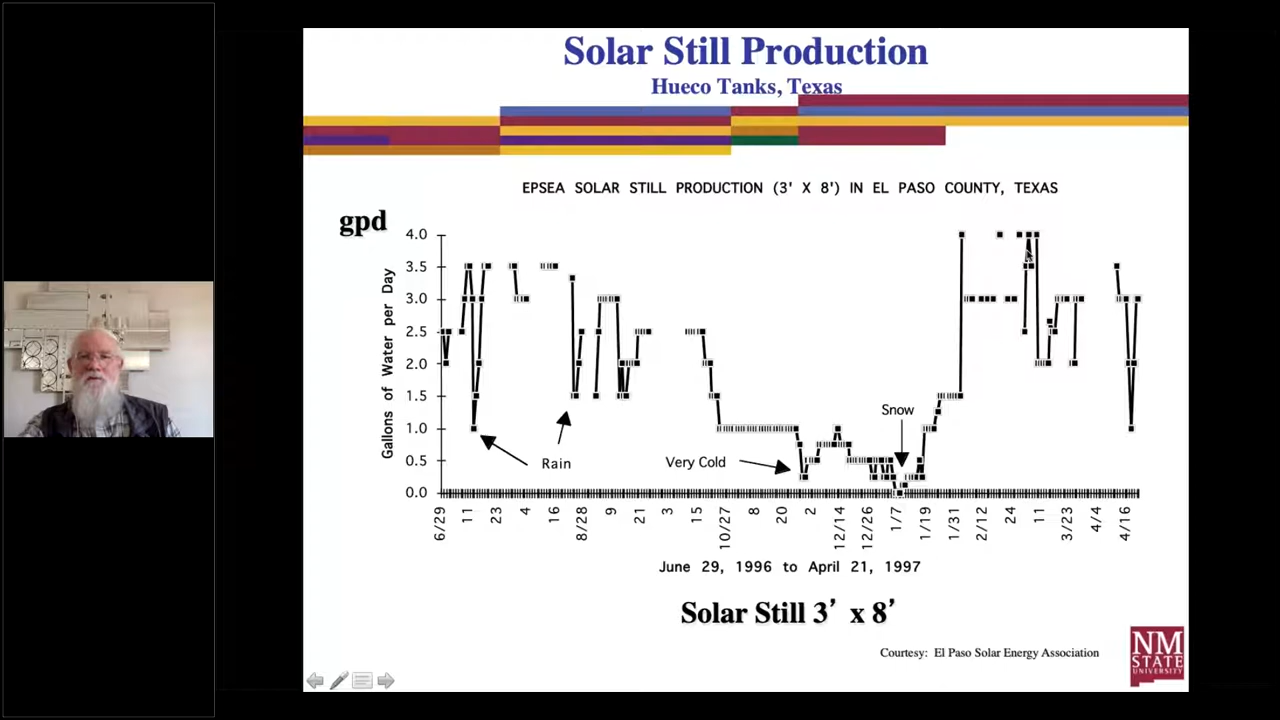 Solar Still Production
Hueco Tanks, Texas
EPSEA SOLAR STILL PRODUCTION (3' X 8') IN EL PASO COUNTY, TEXAS
gpd
Gallons of Water per Day
4.0
3.5
3.0
2.5
2.0
1.5
1.0
0.5
0.0
Rain
Very Cold
Snow
6/29
11
23
4
16
8/28
9
21
3
15
10/27
8
20
2
12/14
12/26
1/7
1/19
1/31
2/12
24
11
3/23
4/4
4/16
June 29, 1996 to April 21, 1997
Solar Still 3’ x 8’
Courtesy: El Paso Solar Energy Association
NM
STATE
UNIVERSITY